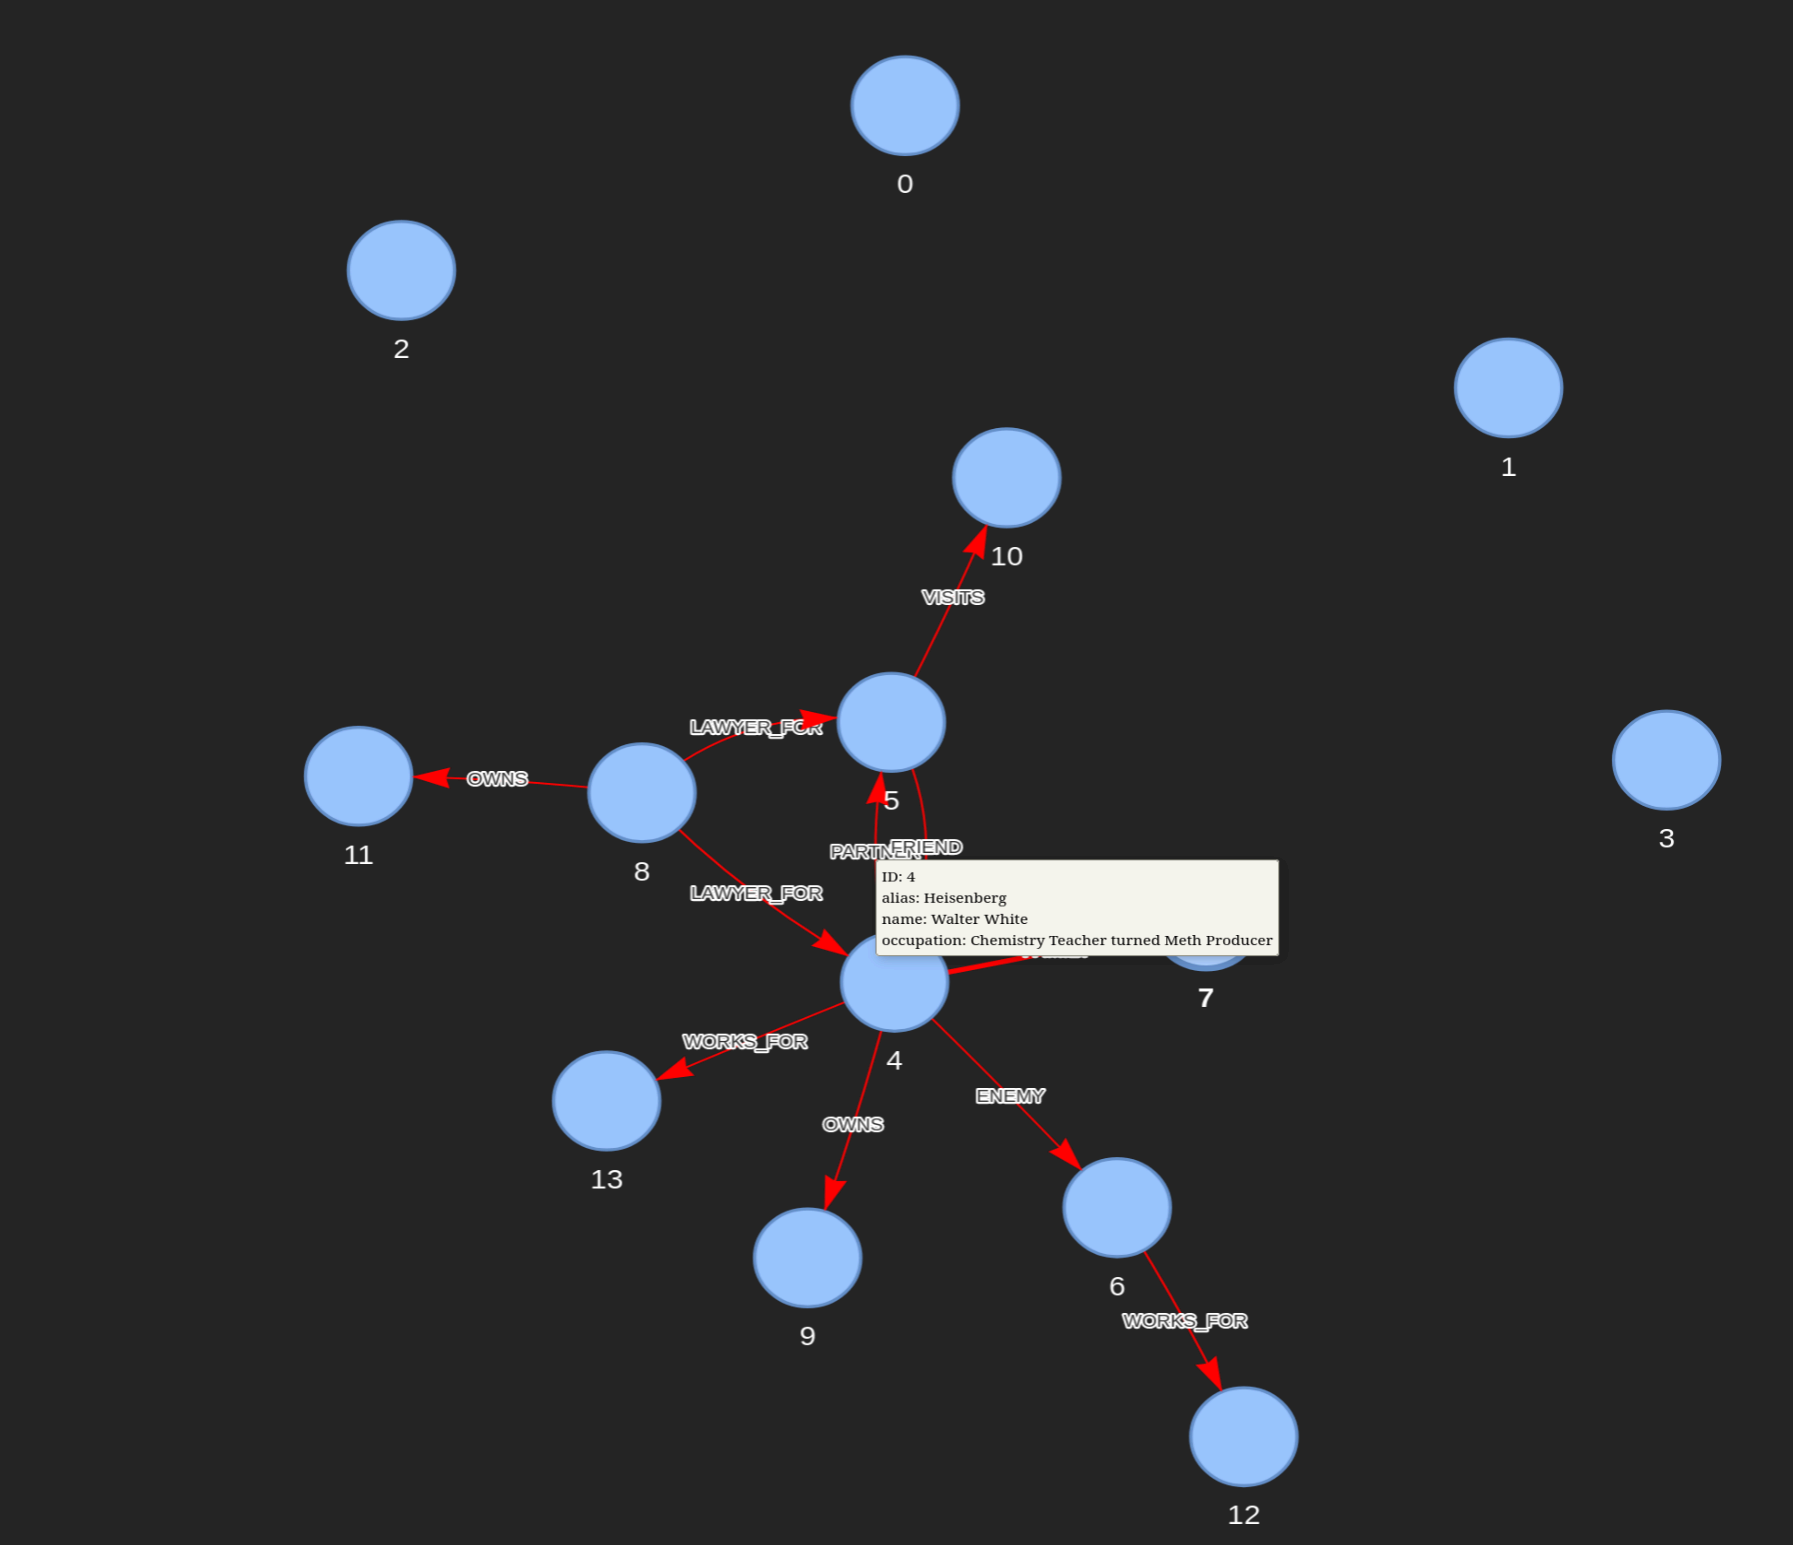 0
2
1
10
VISITS
LAWYER_FOR
OWNS
5
3
11
8
PARTNER
FRIEND
ID: 4
alias: Heisenberg
LAWYER_FOR
name: Walter White
occupation: Chemistry Teacher turned Meth Producer
7
WORKS_FOR
4
ENEMY
OWNS
13
6
WORKS_FOR
9
12